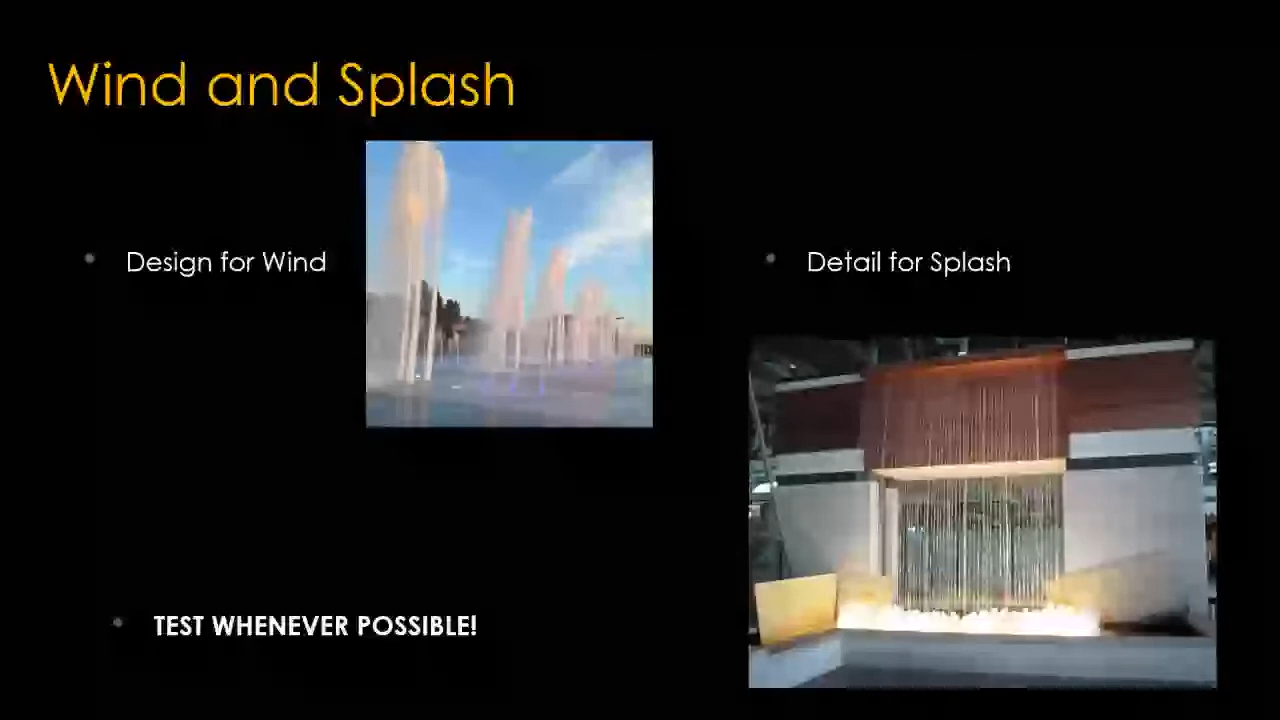 Wind and Splash
• Design for Wind
• Detail for Splash
• TEST WHENEVER POSSIBLE!